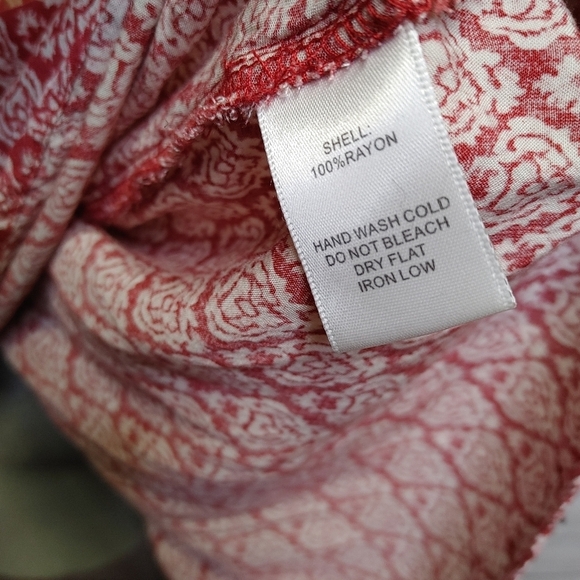 SHELL:
100%RAYON
HAND WASH COLD
DO NOT BLEACH
DRY FLAT
IRON LOW